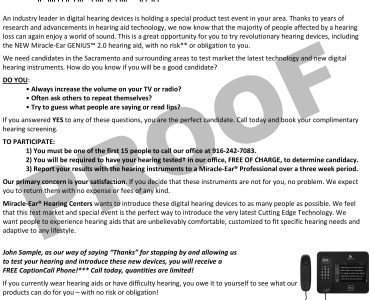 An industry leader in digital hearing devices is holding a special product test event in your area. Thanks to years of
research and advancements in hearing aid technology, we now know that the majority of people affected by a hearing
loss can again enjoy a world of sound. This is a great opportunity for you to try revolutionary hearing devices, including
the NEW Miracle-Ear GENIUS™ 2.0 hearing aid, with no risk** or obligation to you.
We need candidates in the Sacramento and surrounding areas to test market the latest technology and new digital
hearing instruments. How do you know if you will be a good candidate?
DO YOU:
• Always increase the volume on your TV or radio?
• Often ask others to repeat themselves?
• Try to guess what people are saying or read lips?
If you answered YES to any of these questions, you are the perfect candidate. Call today and book your complimentary
hearing screening.
TO PARTICIPATE:
1) You must be one of the first 15 people to call our office at 916-242-7083.
2) You will be required to have your hearing tested† in our office, FREE OF CHARGE, to determine candidacy.
3) Report your results with the hearing instruments to a Miracle-Ear® Professional over a three week period.
Our primary concern is your satisfaction. If you decide that these instruments are not for you, no problem. We expect
you to return them with no expense or fees of any kind.
Miracle-Ear® Hearing Centers wants to introduce these digital hearing devices to as many people as possible. We feel
that this test market and special event is the perfect way to introduce the very latest Cutting Edge Technology. We
want people to experience hearing aids that are unbelievably comfortable, customized to fit specific hearing needs and
adaptive to any lifestyle.
John Sample, as our way of saying "Thanks" for stopping by and allowing us
to test your hearing and introduce these new devices, you will receive a
FREE CaptionCall Phone!*** Call today, quantities are limited!
If you currently wear hearing aids or have difficulty hearing, you owe it to yourself to see what our
products can do for you – with no risk or obligation!
PROOF